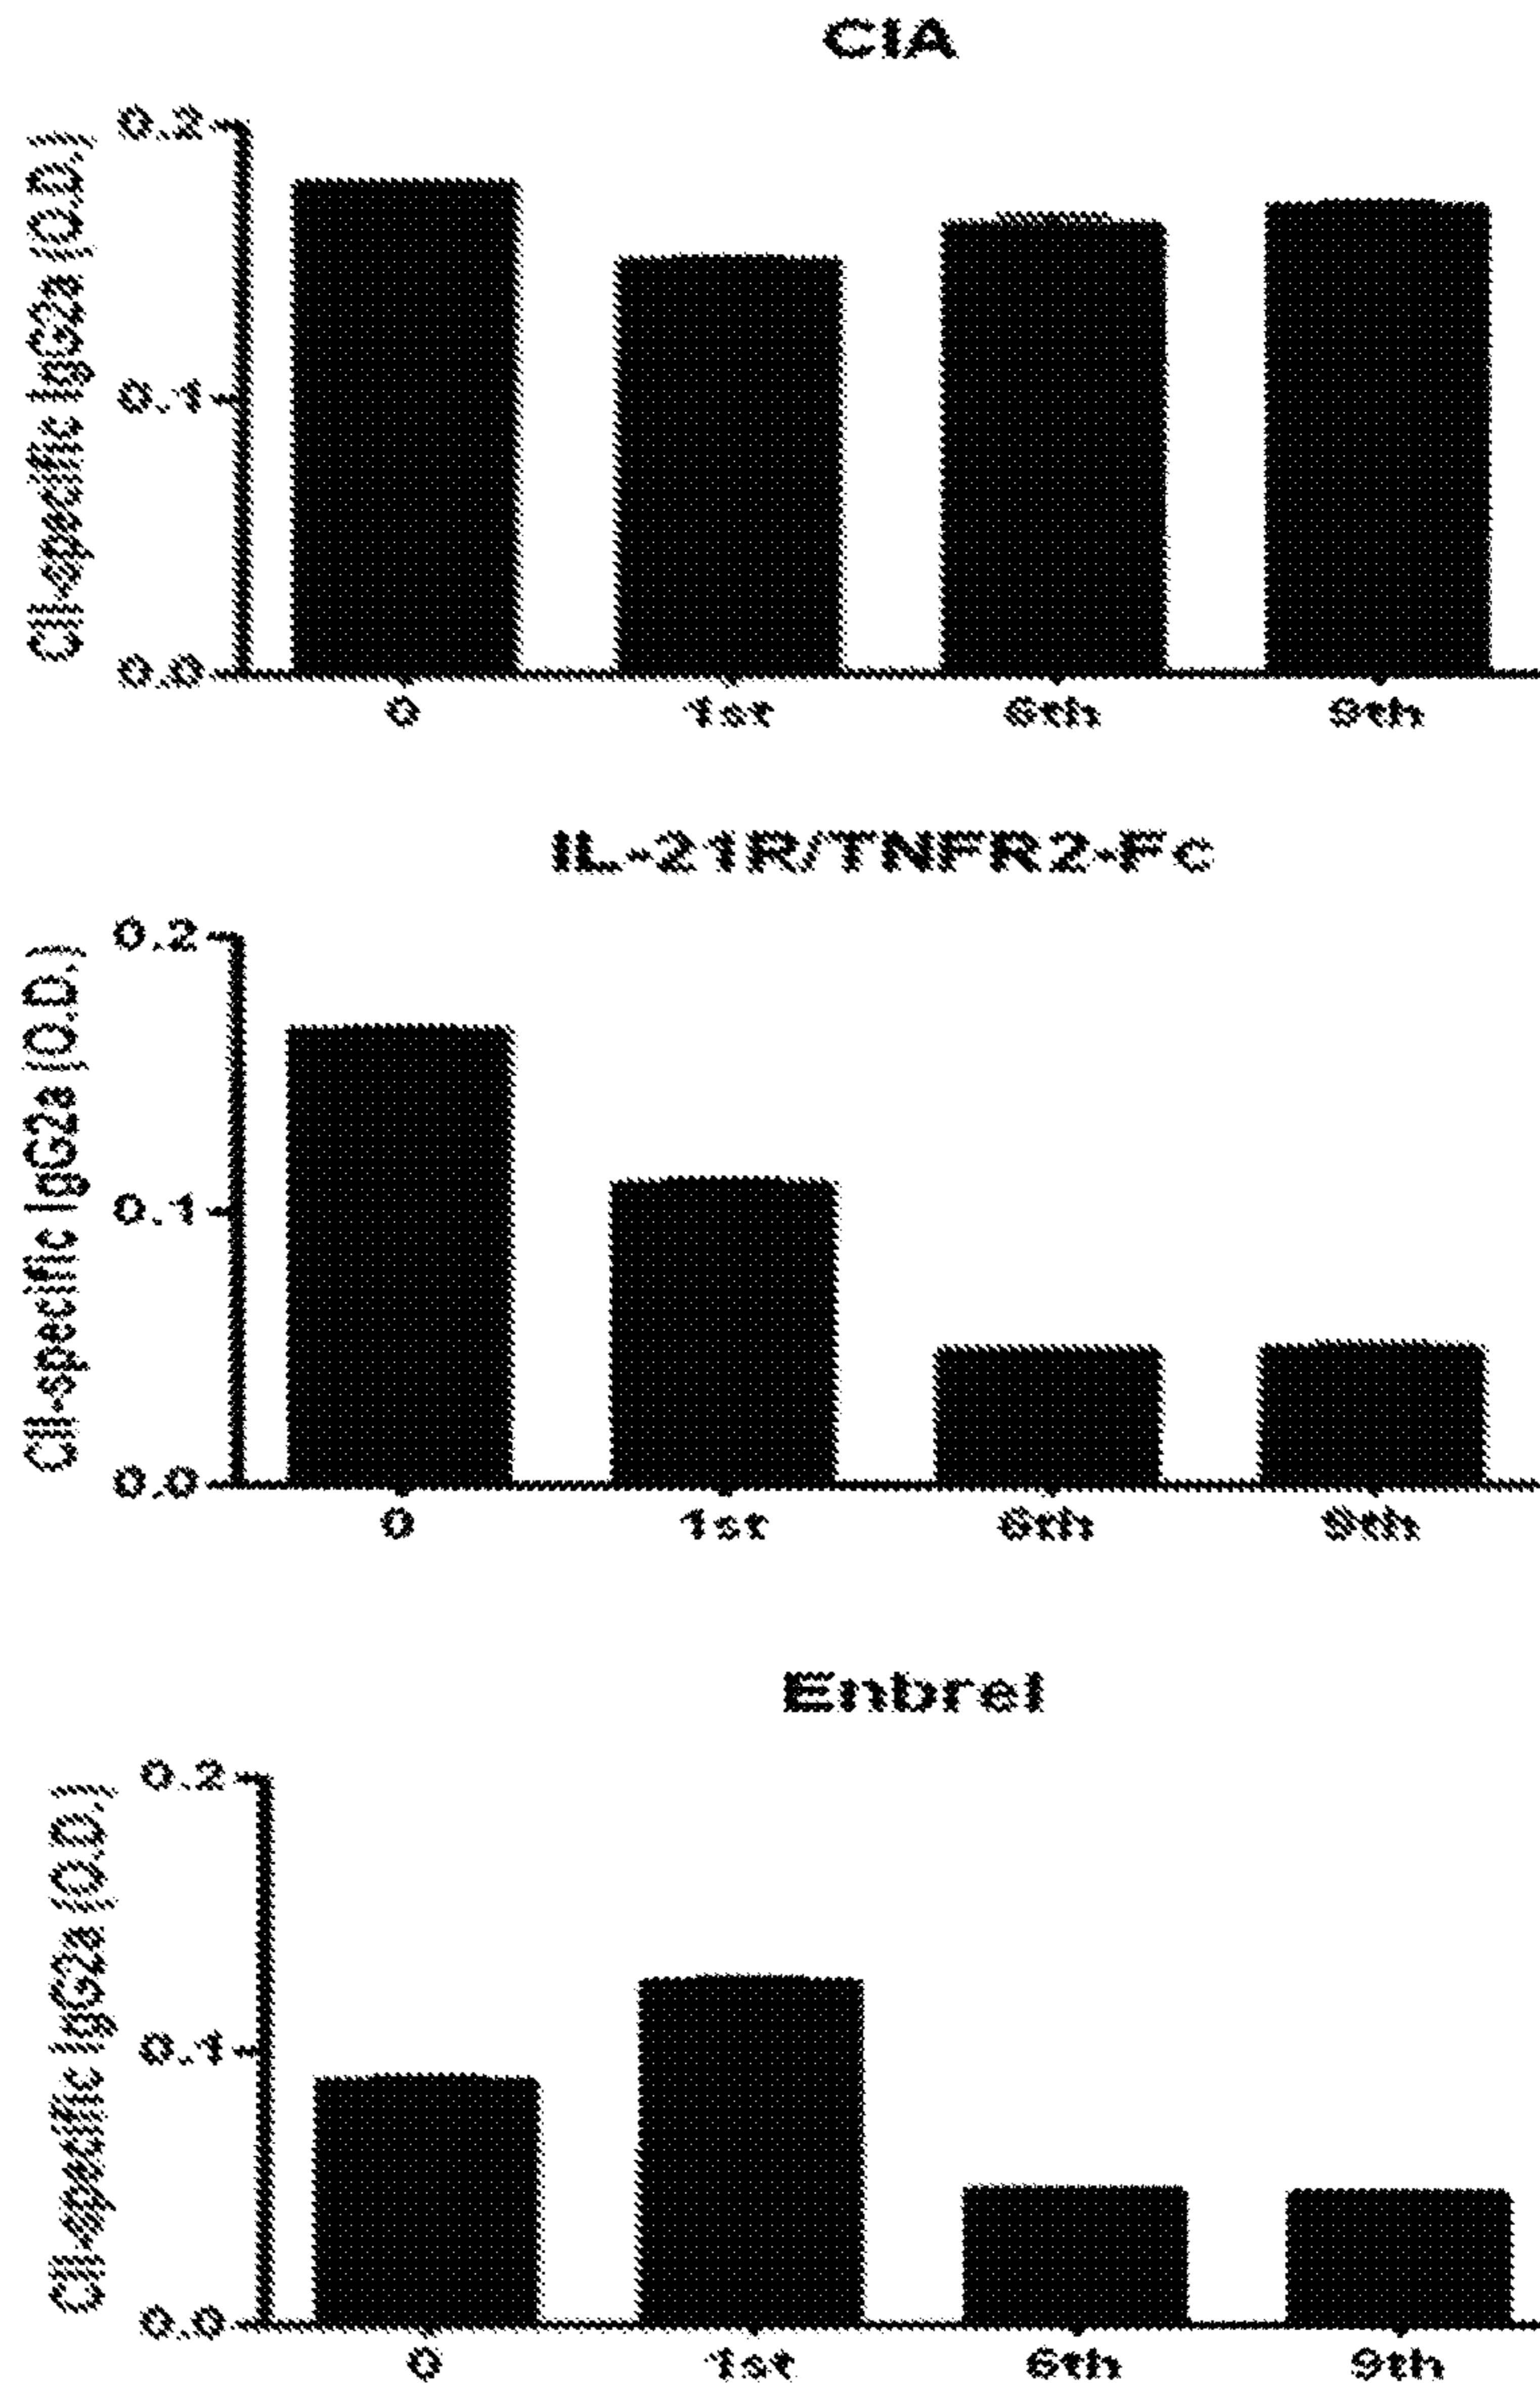 CIA
CII-specific IgG2a (O.D.)
0.2
0.1
0.0
0 1st 6th 9th
IL-21R/TNFR2-Fc
CII-specific IgG2a (O.D.)
0.2
0.1
0.0
0 1st 6th 9th
Enbrel
CII-specific IgG2a (O.D.)
0.2
0.1
0.0
0 1st 6th 9th